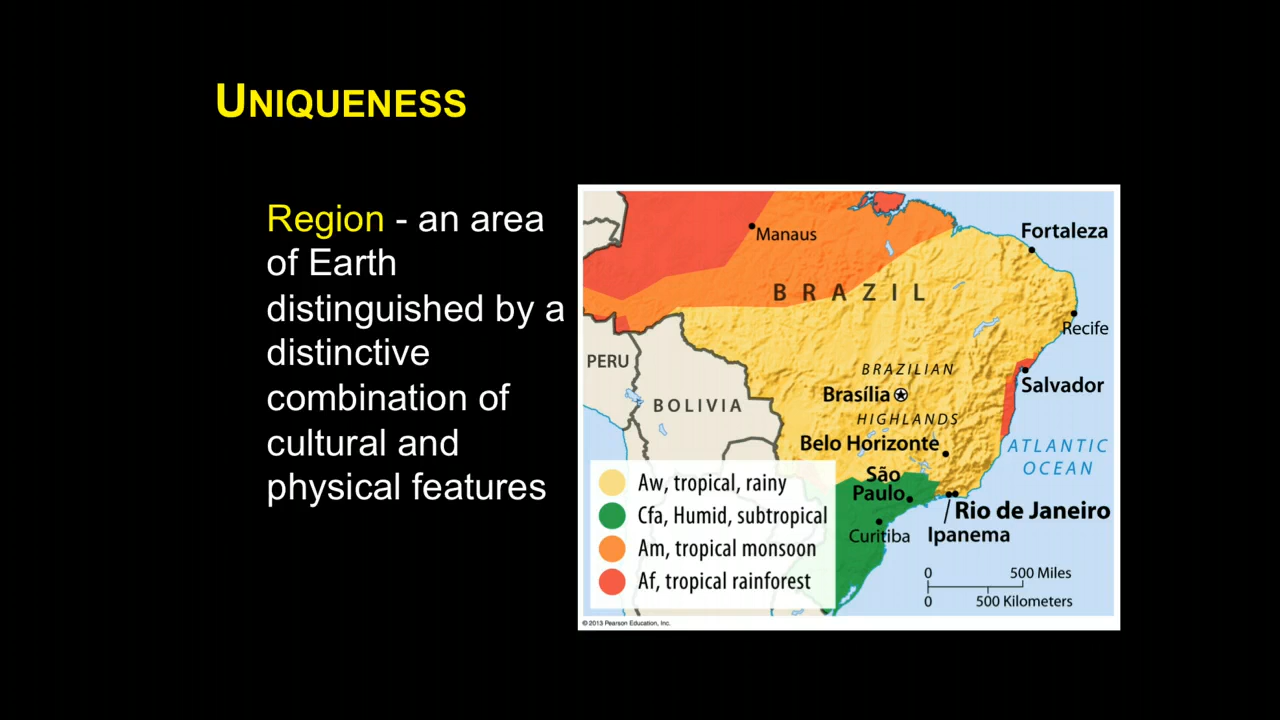 UNIQUENESS
Region - an area
of Earth
distinguished by a
distinctive
combination of
cultural and
physical features
Manaus
Fortaleza
BRAZIL
Recife
PERU
BRAZILIAN
Salvador
Brasília
BOLIVIA
HIGHLANDS
Belo Horizonte
ATLANTIC
OCEAN
São
Paulo
Rio de Janeiro
Curitiba
Ipanema
Aw, tropical, rainy
Cfa, Humid, subtropical
Am, tropical monsoon
Af, tropical rainforest
0 500 Miles
0 500 Kilometers
© 2013 Pearson Education, Inc.